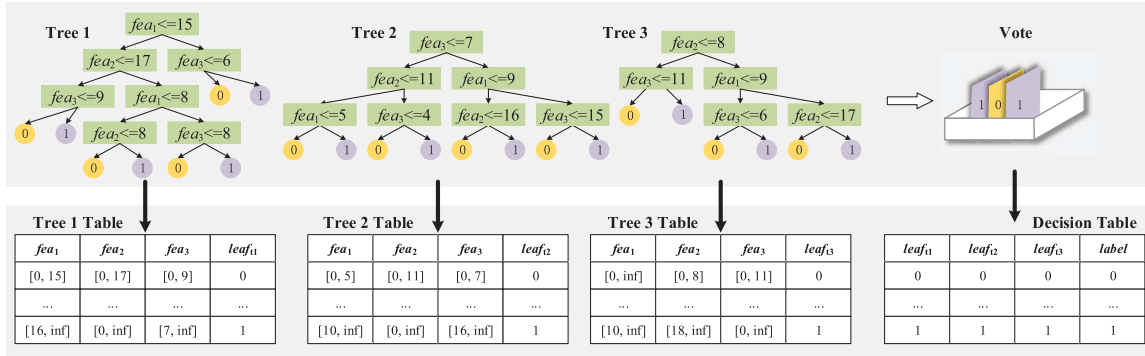 Tree 1
Tree 2
Tree 3
Vote
fea1<=15
fea2<=17
fea3<=6
fea3<=9
fea1<=8
0
1
0
1
fea2<=8
fea3<=8
0
1
0
1
fea3<=7
fea2<=11
fea1<=9
fea1<=5
fea3<=4
fea2<=16
fea3<=15
0
1
0
1
0
1
0
1
fea2<=8
fea3<=11
fea1<=9
0
1
fea3<=6
fea2<=17
0
1
0
1
1
0
1
Tree 1 Table
fea1 fea2 fea3 leaft1
[0, 15] [0, 17] [0, 9] 0
... ... ... ...
[16, inf] [0, inf] [7, inf] 1
Tree 2 Table
fea1 fea2 fea3 leaft2
[0, 5] [0, 11] [0, 7] 0
... ... ... ...
[10, inf] [0, inf] [16, inf] 1
Tree 3 Table
fea1 fea2 fea3 leaft3
[0, inf] [0, 8] [0, 11] 0
... ... ... ...
[10, inf] [18, inf] [0, inf] 1
Decision Table
leaft1 leaft2 leaft3 label
0 0 0 0
... ... ... ...
1 1 1 1